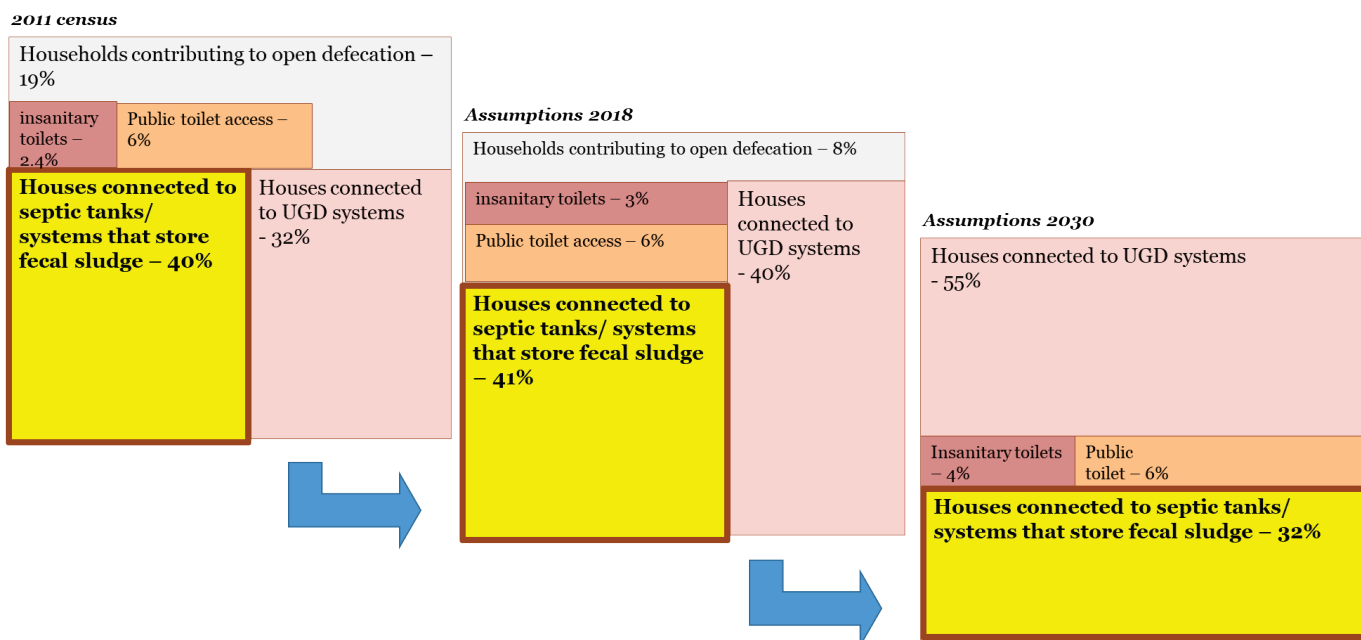 2011 census
Households contributing to open defecation –
19%
insanitary
toilets –
2.4%
Public toilet access –
6%
Houses connected to
septic tanks/
systems that store
fecal sludge – 40%
Houses connected
to UGD systems
- 32%
Assumptions 2018
Households contributing to open defecation – 8%
insanitary toilets – 3%
Public toilet access – 6%
Houses
connected to
UGD systems
- 40%
Houses connected to
septic tanks/ systems
that store fecal sludge
– 41%
Assumptions 2030
Houses connected to UGD systems
- 55%
Insanitary toilets
– 4%
Public
toilet – 6%
Houses connected to septic tanks/
systems that store fecal sludge – 32%